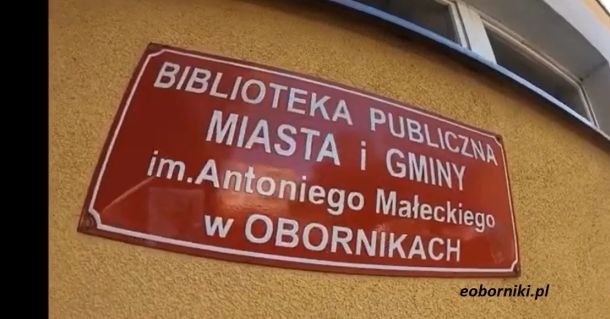 BIBLIOTEKA PUBLICZNA
MIASTA i GMINY
im.Antoniego Małeckiego
w OBORNIKACH
eoborniki.pl